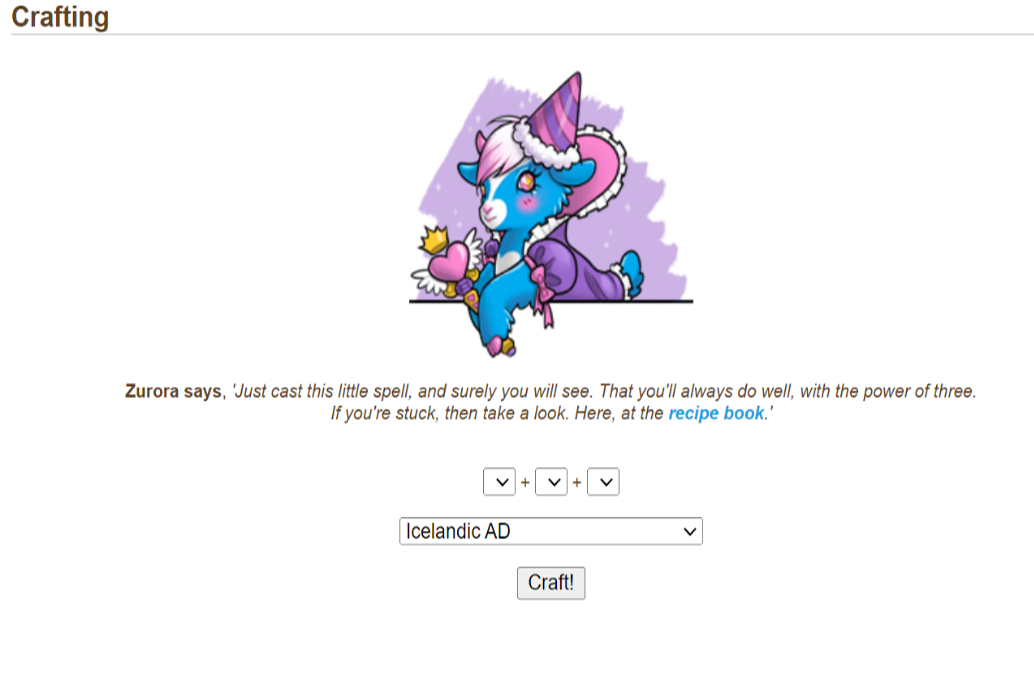 Crafting
Zurora says, 'Just cast this little spell, and surely you will see. That you'll always do well, with the power of three.
If you're stuck, then take a look. Here, at the recipe book.'
+ +
Icelandic AD
Craft!